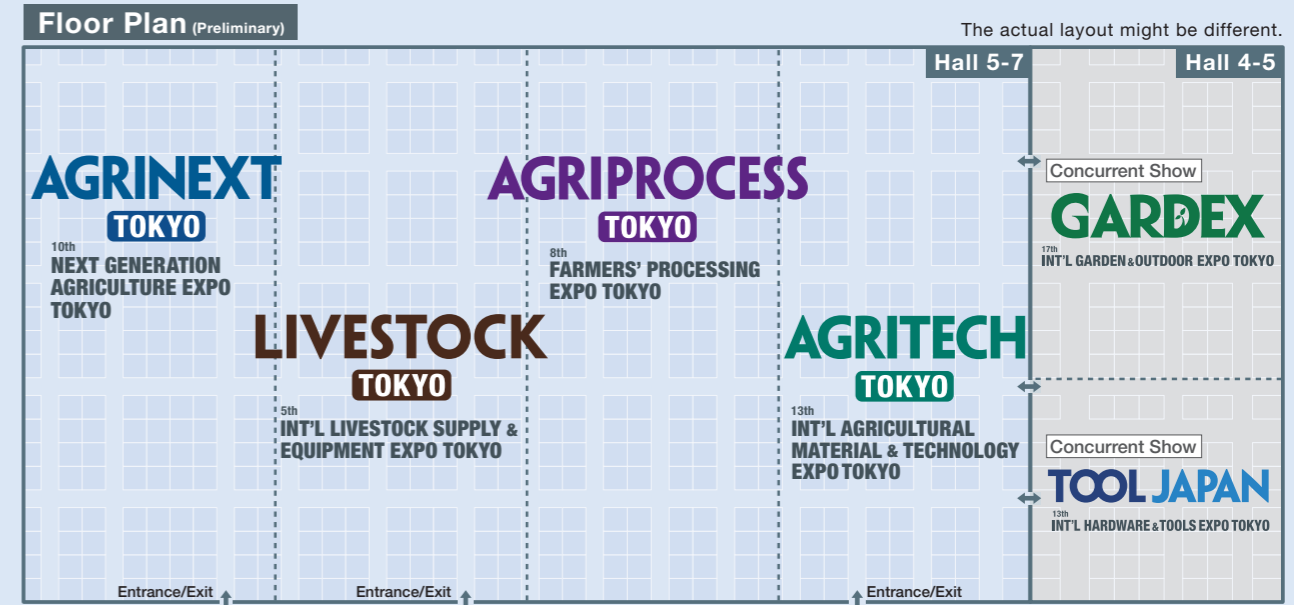 Floor Plan (Preliminary)
The actual layout might be different.
Hall 5-7
Hall 4-5
AGRINEXT
TOKYO
10th
NEXT GENERATION
AGRICULTURE EXPO
TOKYO
LIVESTOCK
TOKYO
5th
INT'L LIVESTOCK SUPPLY &
EQUIPMENT EXPO TOKYO
AGRIPROCESS
TOKYO
8th
FARMERS' PROCESSING
EXPO TOKYO
AGRITECH
TOKYO
13th
INT'L AGRICULTURAL
MATERIAL & TECHNOLOGY
EXPO TOKYO
Concurrent Show
GARDEX
17th
INT'L GARDEN & OUTDOOR EXPO TOKYO
Concurrent Show
TOOL JAPAN
13th
INT'L HARDWARE & TOOLS EXPO TOKYO
Entrance/Exit
Entrance/Exit
Entrance/Exit